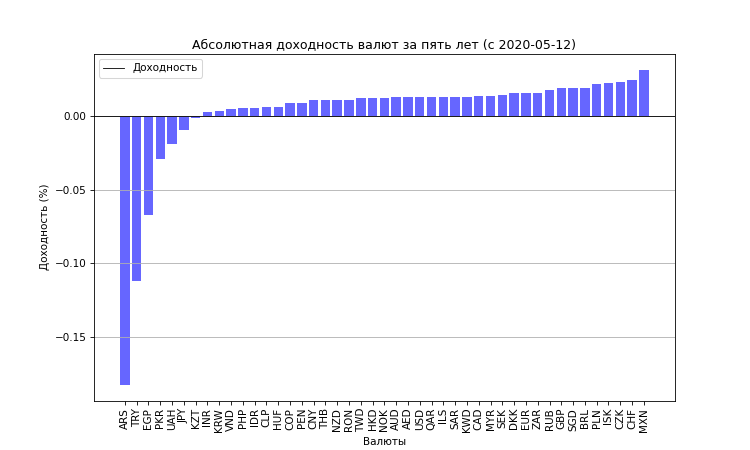 Абсолютная доходность валют за пять лет (с 2020-05-12)
Доходность
0.00
−0.05
−0.10
−0.15
Доходность (%)
ARS TRY EGP PKR UAH JPY KZT INR KRW VND PHP IDR CLP HUF COP PEN CNY THB NZD RON TWD HKD NOK AUD AED USD QAR ILS SAR KWD CAD MYR SEK DKK EUR ZAR RUB GBP SGD BRL PLN ISK CZK CHF MXN
Валюты